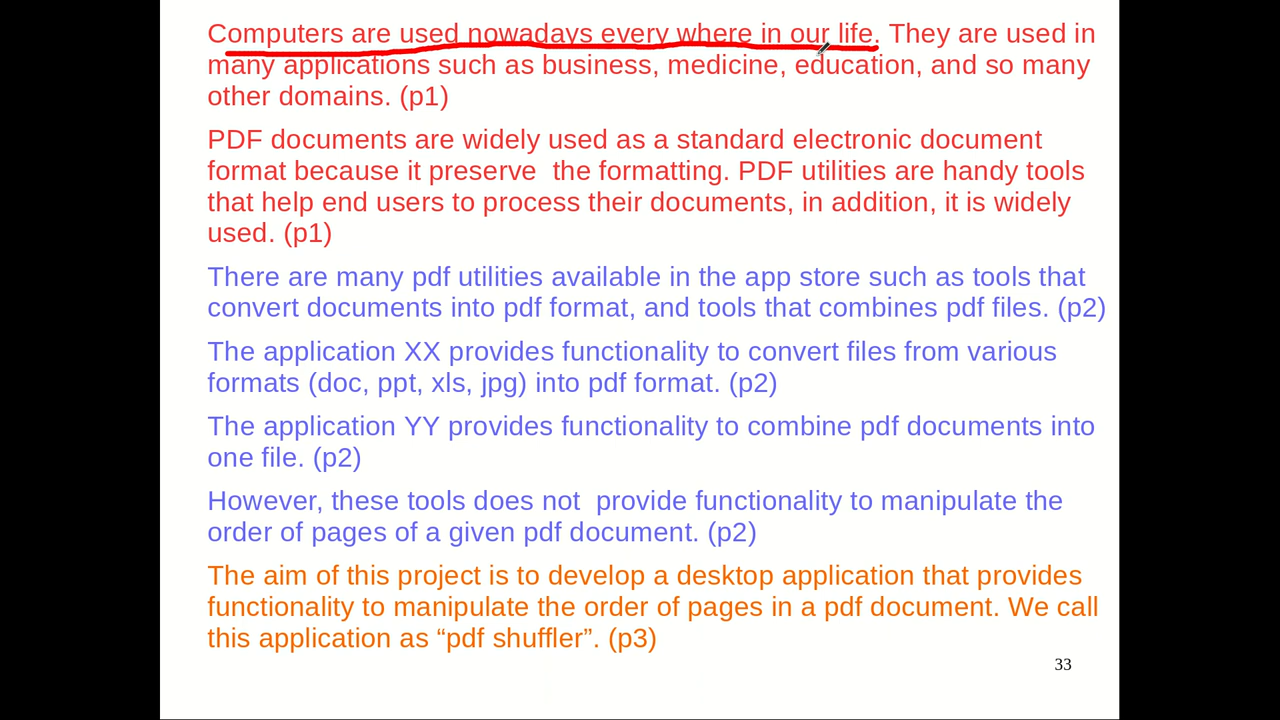 Computers are used nowadays every where in our life. They are used in
many applications such as business, medicine, education, and so many
other domains. (p1)
PDF documents are widely used as a standard electronic document
format because it preserve  the formatting. PDF utilities are handy tools
that help end users to process their documents, in addition, it is widely
used. (p1)
There are many pdf utilities available in the app store such as tools that
convert documents into pdf format, and tools that combines pdf files. (p2)
The application XX provides functionality to convert files from various
formats (doc, ppt, xls, jpg) into pdf format. (p2)
The application YY provides functionality to combine pdf documents into
one file. (p2)
However, these tools does not  provide functionality to manipulate the
order of pages of a given pdf document. (p2)
The aim of this project is to develop a desktop application that provides
functionality to manipulate the order of pages in a pdf document. We call
this application as “pdf shuffler”. (p3)
33